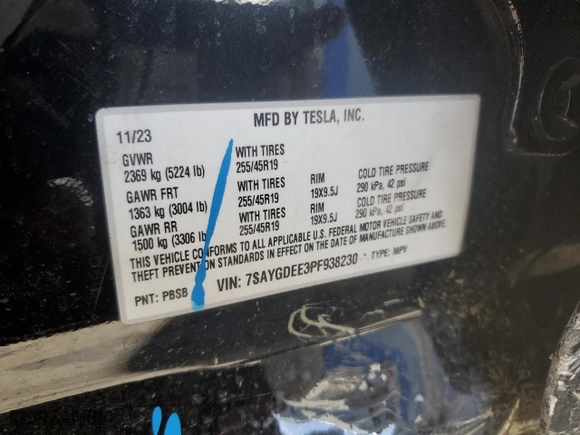 MFD BY TESLA, INC.
11/23
GVWR
2369 kg (5224 lb)
WITH TIRES
255/45R19
GAWR FRT
1363 kg (3004 lb)
WITH TIRES
255/45R19
RIM
19X9.5J
COLD TIRE PRESSURE
290 kPa, 42 psi
GAWR RR
1500 kg (3306 lb)
WITH TIRES
255/45R19
RIM
19X9.5J
COLD TIRE PRESSURE
290 kPa, 42 psi
THIS VEHICLE CONFORMS TO ALL APPLICABLE U.S. FEDERAL MOTOR VEHICLE SAFETY AND
THEFT PREVENTION STANDARDS IN EFFECT ON THE DATE OF MANUFACTURE SHOWN ABOVE.
PNT: PBSB VIN: 7SAYGDEE3PF938230 * TYPE: MPV